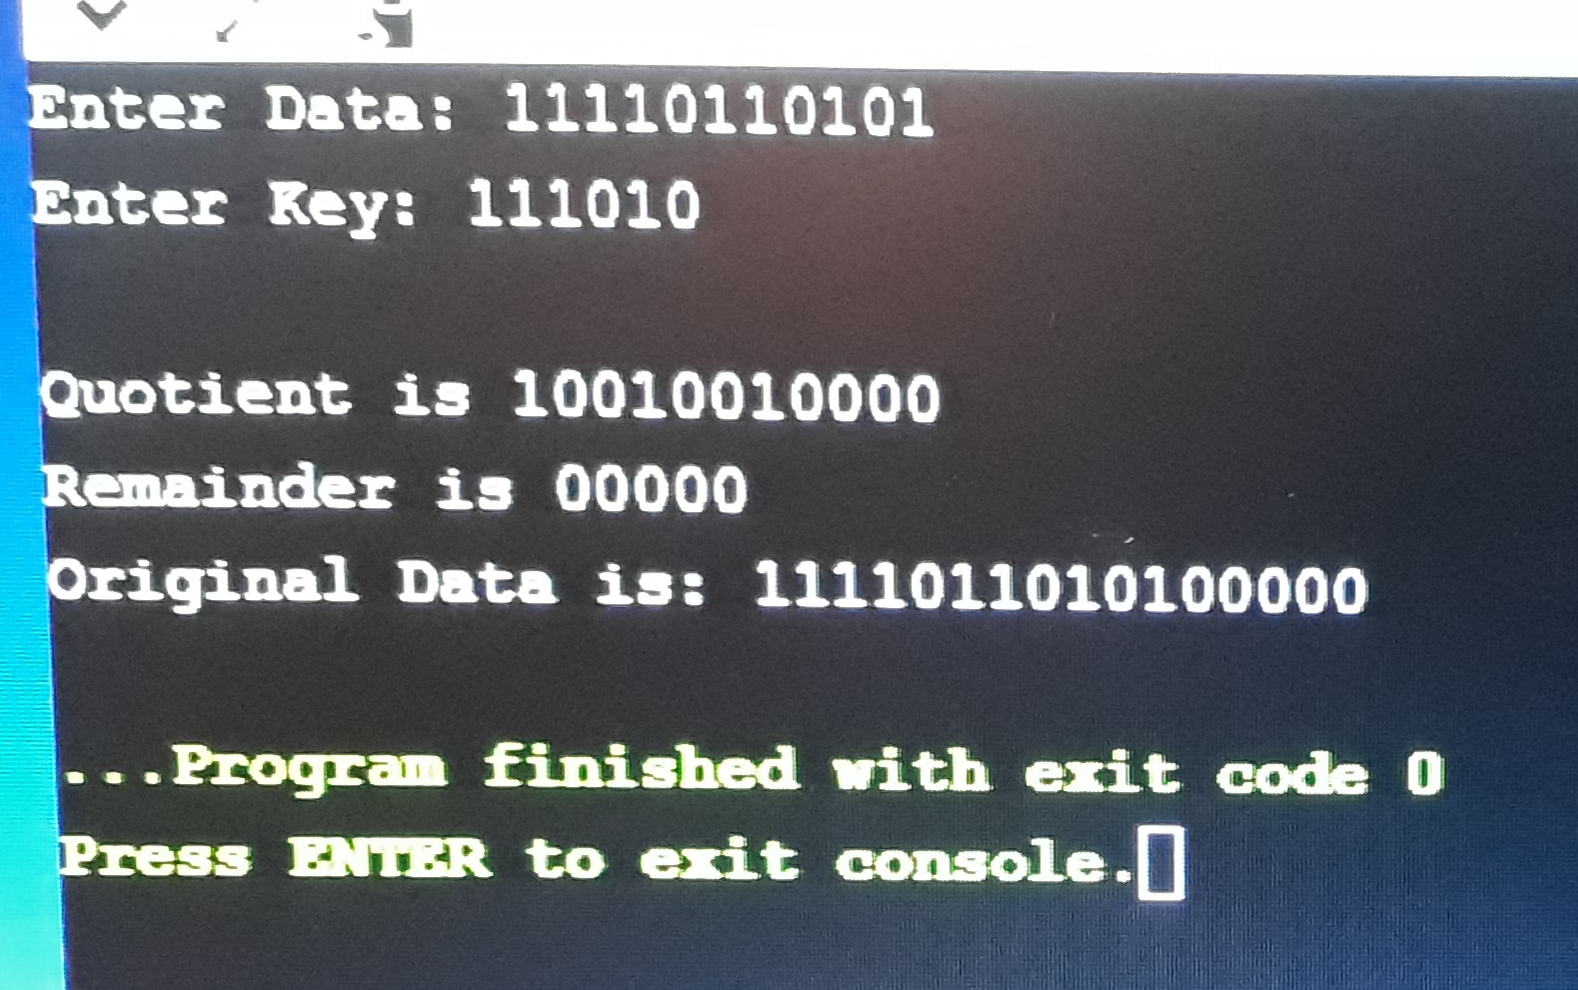 Enter Data: 11110110101
Enter Key: 111010
Quotient is 10010010000
Remainder is 00000
Original Data is: 1111011010100000
...Program finished with exit code 0
Press ENTER to exit console.